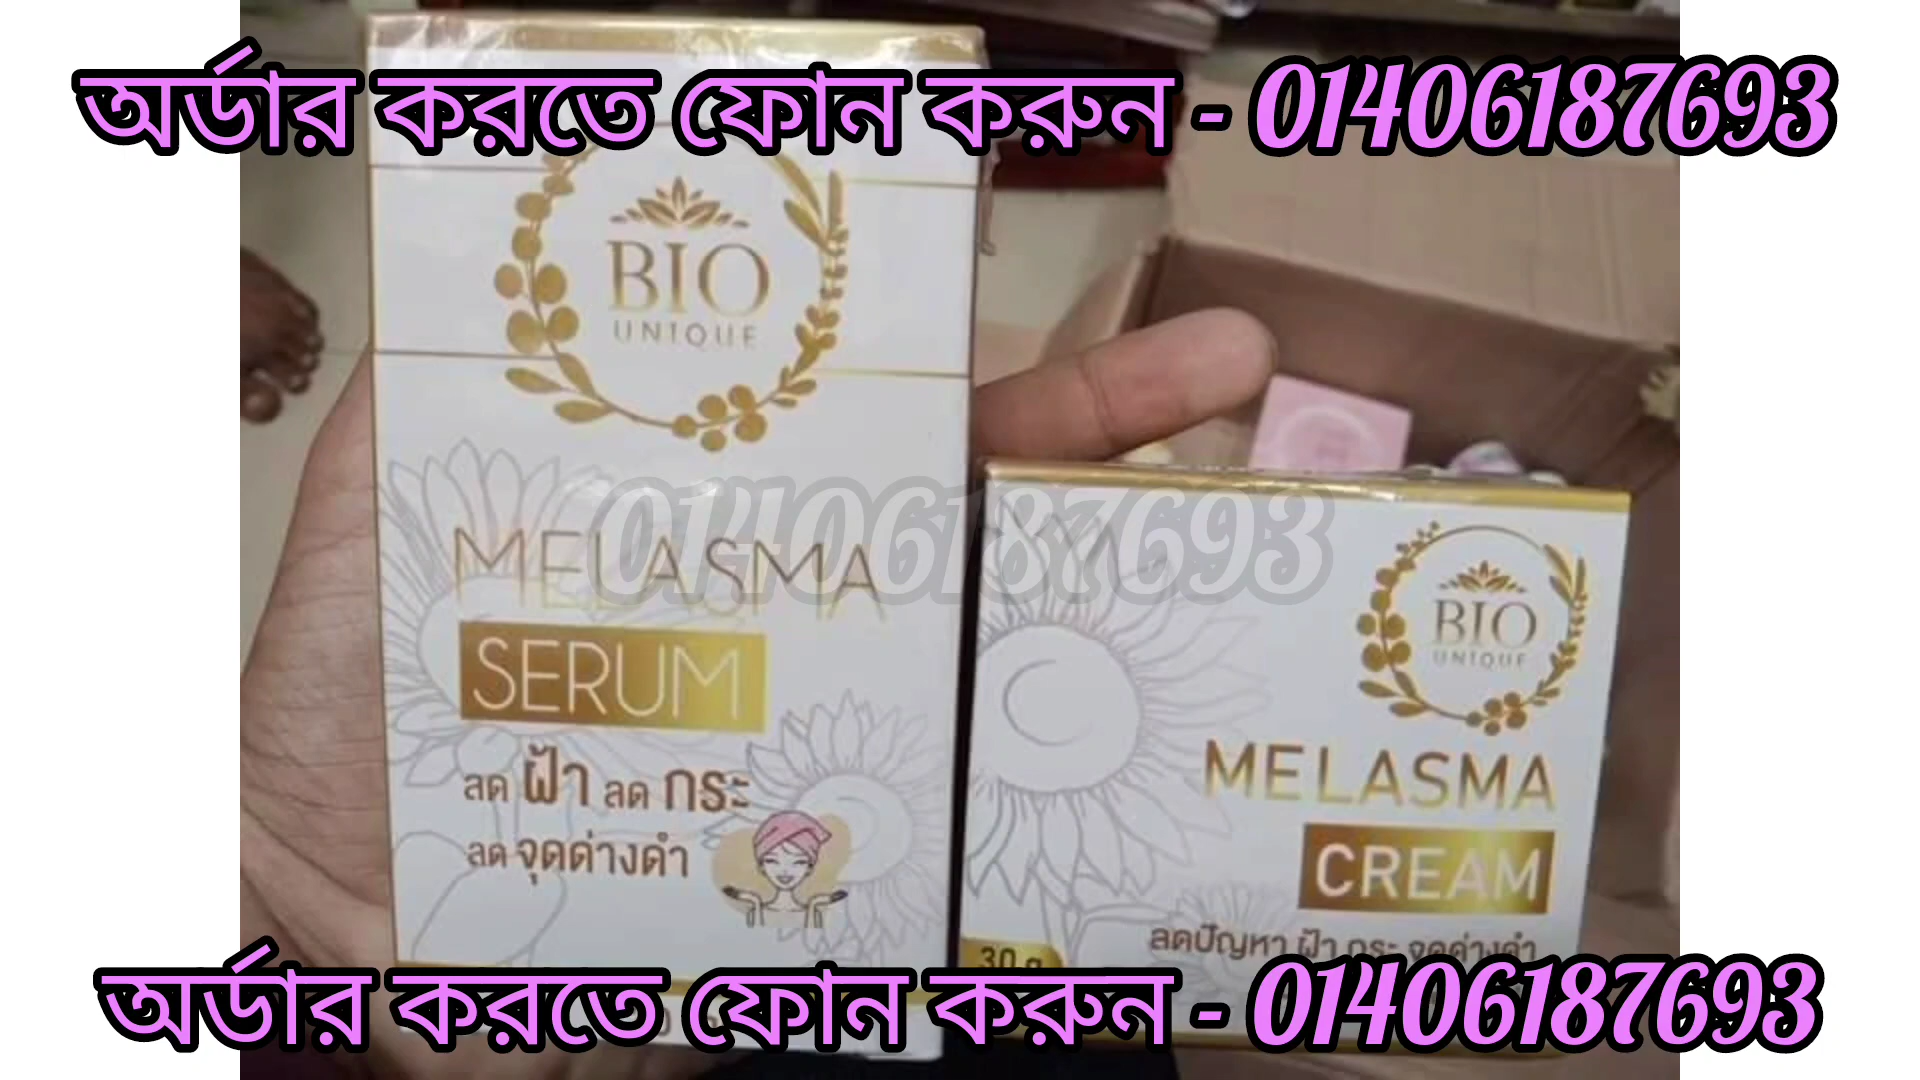 অর্ডার করতে ফোন করুন - 01406187693
BIO
UNIQUE
MELASMA
SERUM
ลด ฝ้า ลด กระ
ลด จุดด่างดำ
01406187693
BIO
UNIQUE
MELASMA
CREAM
ลดปัญหา ฝ้า กระ จุดด่างดำ
30 g
অর্ডার করতে ফোন করুন - 01406187693